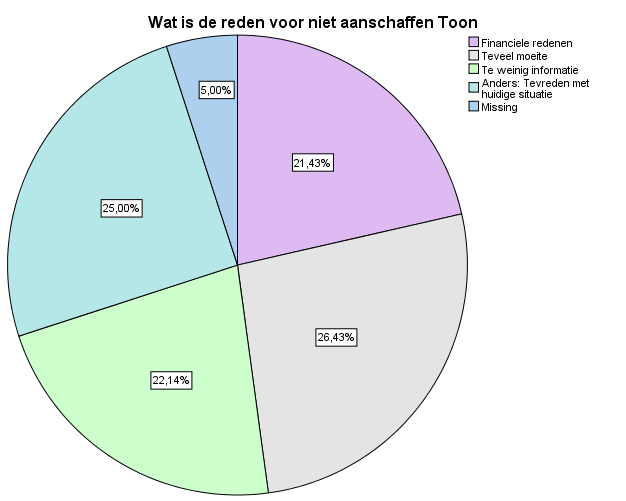 Wat is de reden voor niet aanschaffen Toon
Financiele redenen
Teveel moeite
Te weinig informatie
Anders: Tevreden met
huidige situatie
Missing
5,00%
21,43%
25,00%
26,43%
22,14%